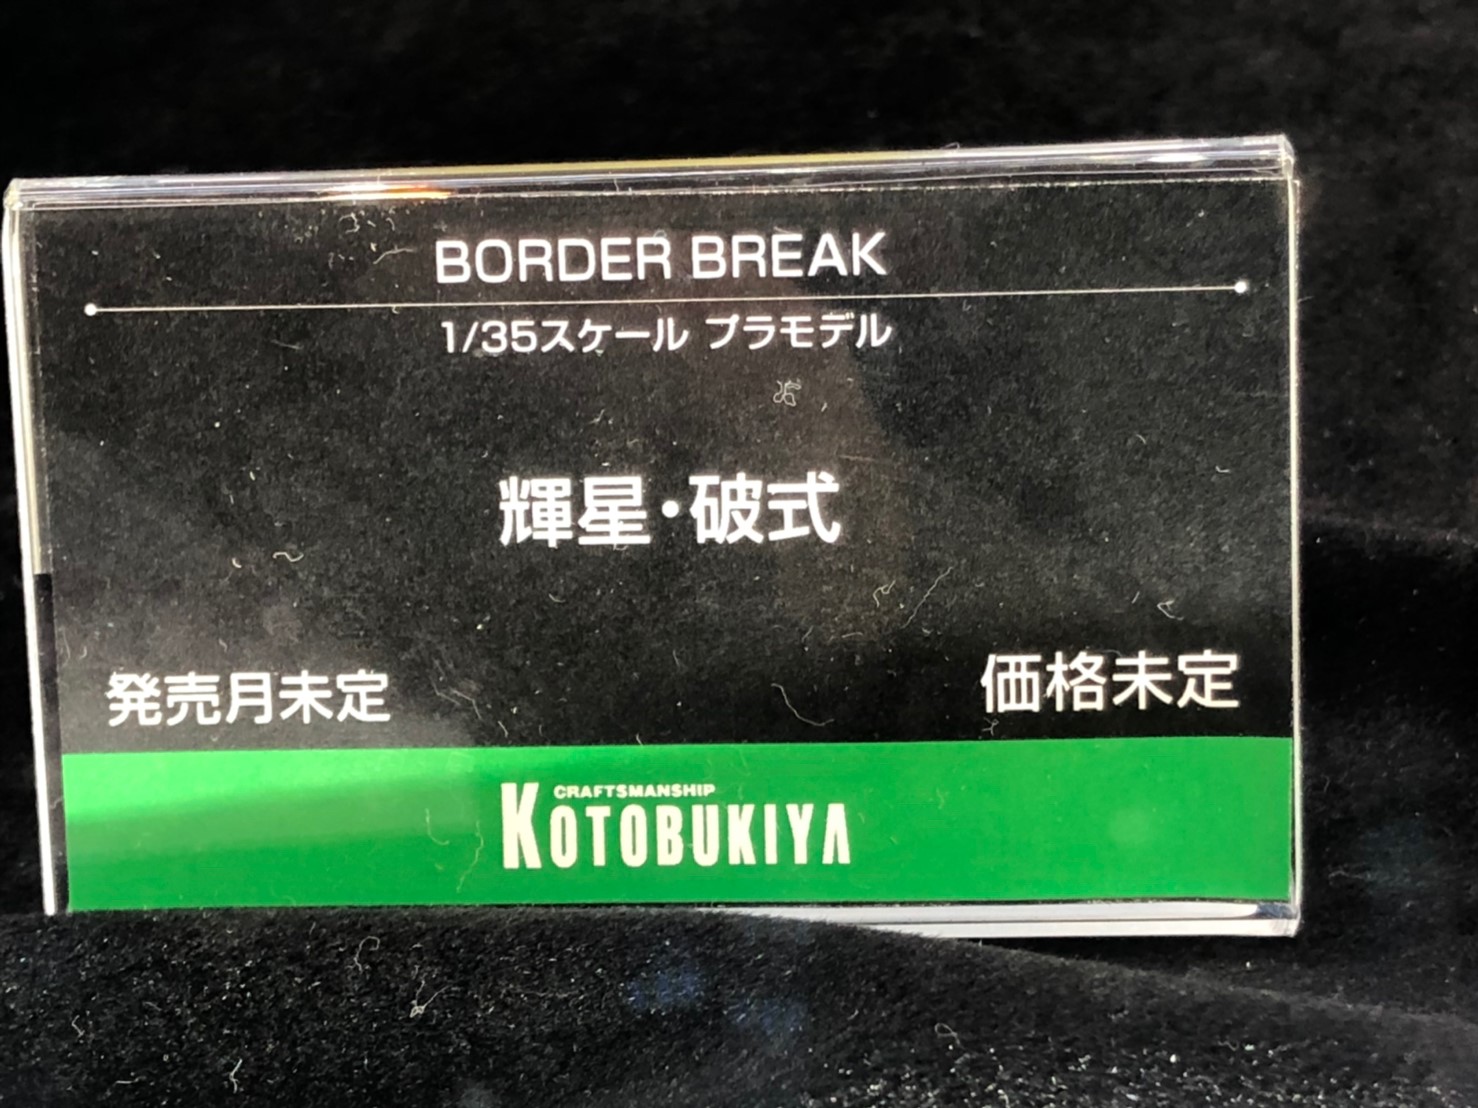 BORDER BREAK
1/35スケール プラモデル
輝星・破式
発売月未定
価格未定
CRAFTSMANSHIP
KOTOBUKIYA